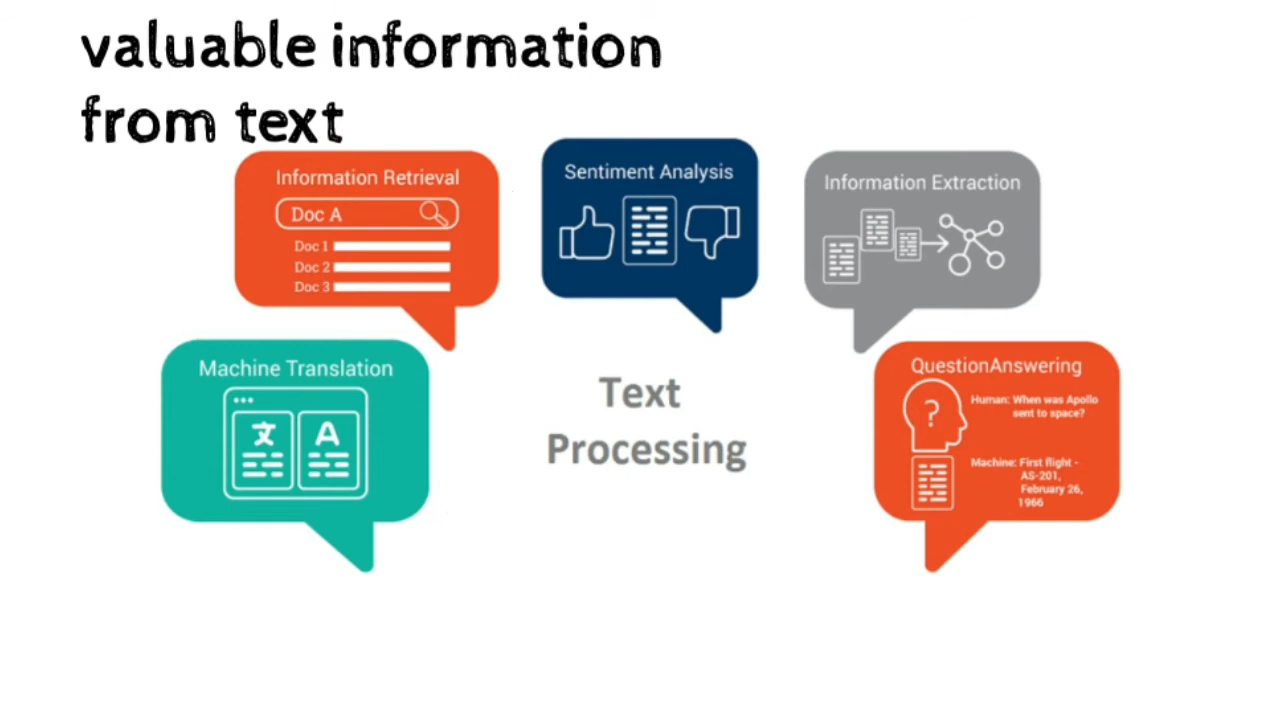 valuable information
from text
Information Retrieval
Doc A
Doc 1
Doc 2
Doc 3
Sentiment Analysis
Information Extraction
Machine Translation
文 A
Text
Processing
QuestionAnswering
?
Human: When was Apollo
sent to space?
Machine: First flight -
AS-201,
February 26,
1966